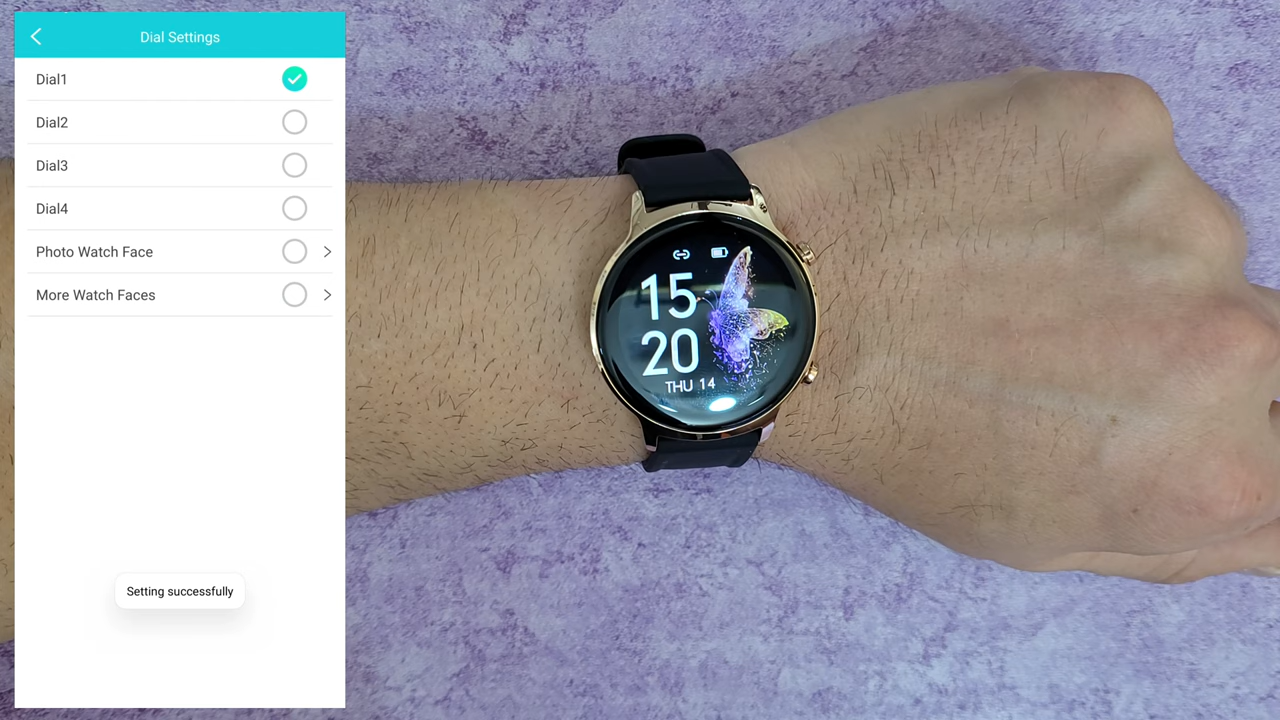 Dial Settings
Dial1
Dial2
Dial3
Dial4
Photo Watch Face
More Watch Faces
Setting successfully
15
20
THU 14